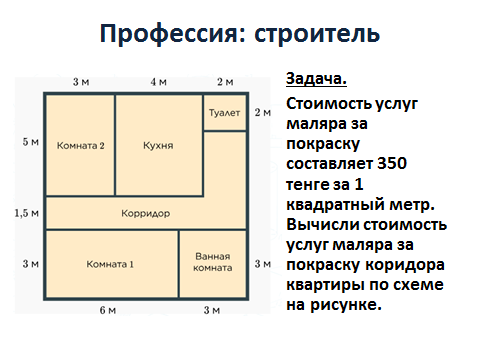 Профессия: строитель
3 м 4 м 2 м
Туалет 2 м
5 м Комната 2 Кухня
1,5 м Корридор
3 м Комната 1 Ванная комната 3 м
6 м 3 м
Задача.
Стоимость услуг
маляра за
покраску
составляет 350
тенге за 1
квадратный метр.
Вычисли стоимость
услуг маляра за
покраску коридора
квартиры по схеме
на рисунке.